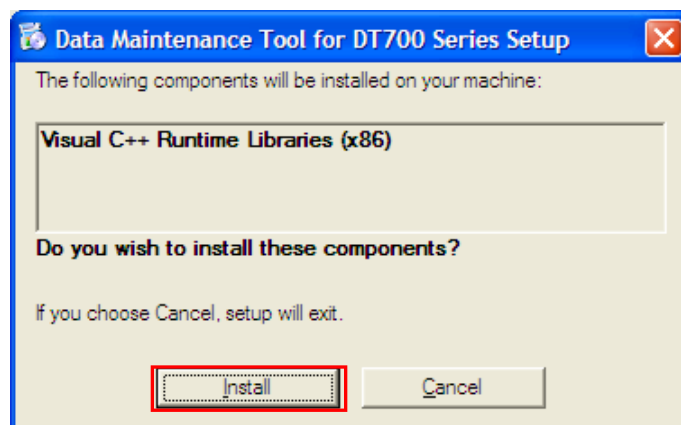 Data Maintenance Tool for DT700 Series Setup
The following components will be installed on your machine:
Visual C++ Runtime Libraries (x86)
Do you wish to install these components?
If you choose Cancel, setup will exit.
Install
Cancel